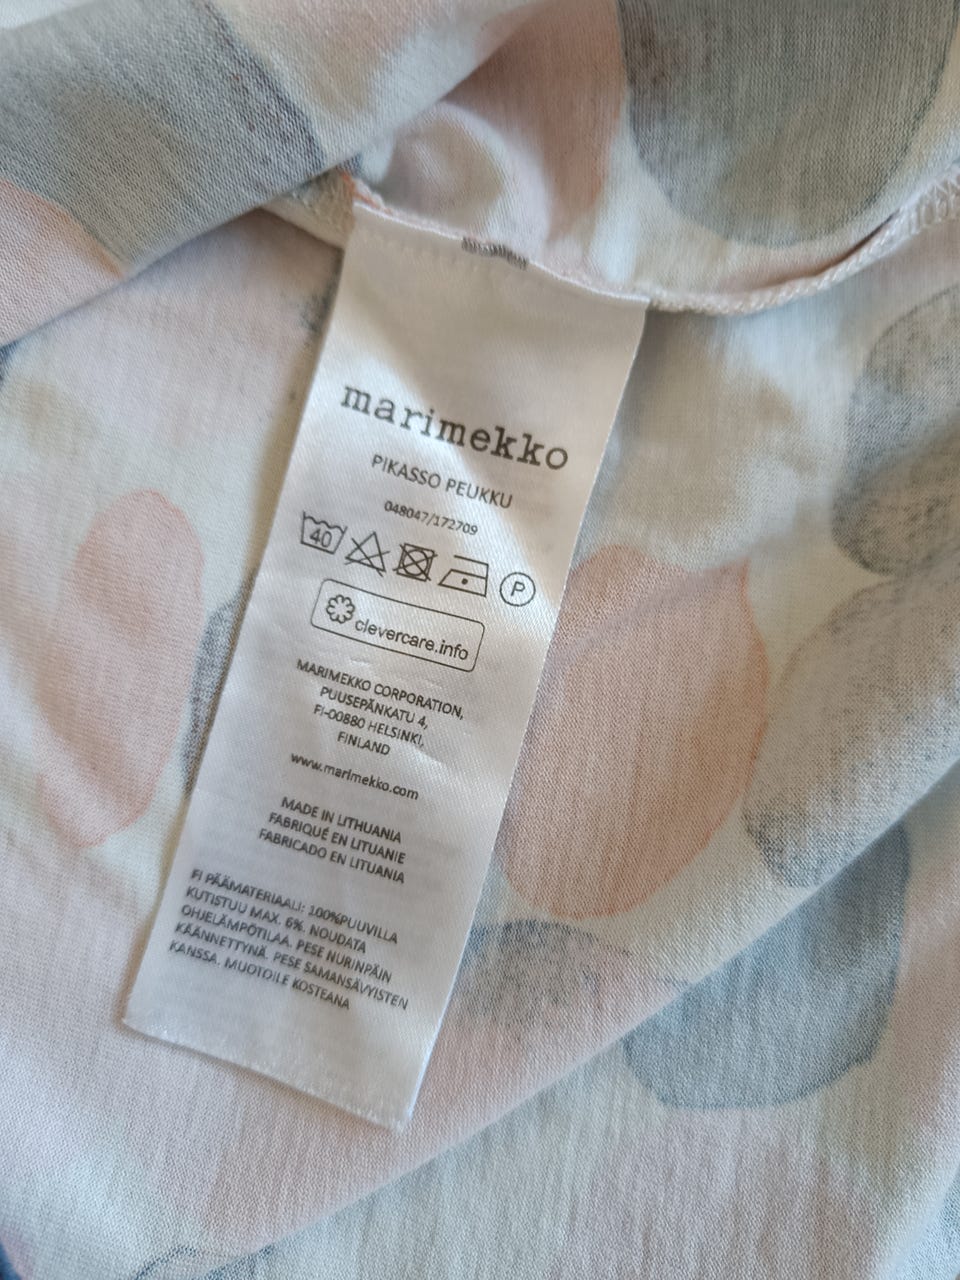 marimekko
PIKASSO PEUKKU
048047/172709
40
P
clevercare.info
MARIMEKKO CORPORATION,
PUUSEPÄNKATU 4,
FI-00880 HELSINKI,
FINLAND
www.marimekko.com
MADE IN LITHUANIA
FABRIQUÉ EN LITUANIE
FABRICADO EN LITUANIA
FI PÄÄMATERIAALI: 100%PUUVILLA
KUTISTUU MAX. 6%. NOUDATA
OHJELÄMPÖTILAA. PESE NURINPÄIN
KÄÄNNETTYNÄ. PESE SAMANSÄVYISTEN
KANSSA. MUOTOILE KOSTEANA